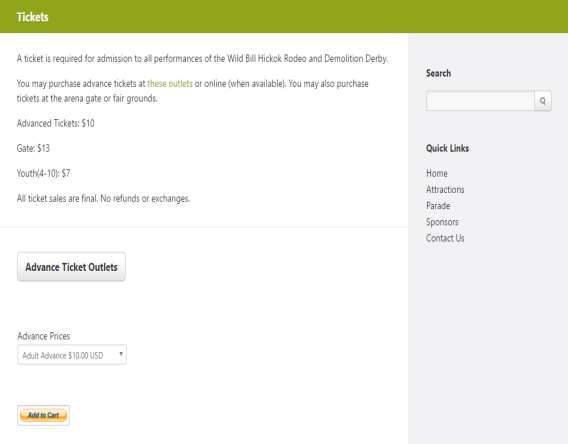 Tickets
A ticket is required for admission to all performances of the Wild Bill Hickok Rodeo and Demolition Derby.
You may purchase advance tickets at these outlets or online (when available). You may also purchase
tickets at the arena gate or fair grounds.
Advanced Tickets: $10
Gate: $13
Youth(4-10): $7
All ticket sales are final. No refunds or exchanges.
Advance Ticket Outlets
Advance Prices
Adult Advance $10.00 USD
Add to Cart
Search
Quick Links
Home
Attractions
Parade
Sponsors
Contact Us